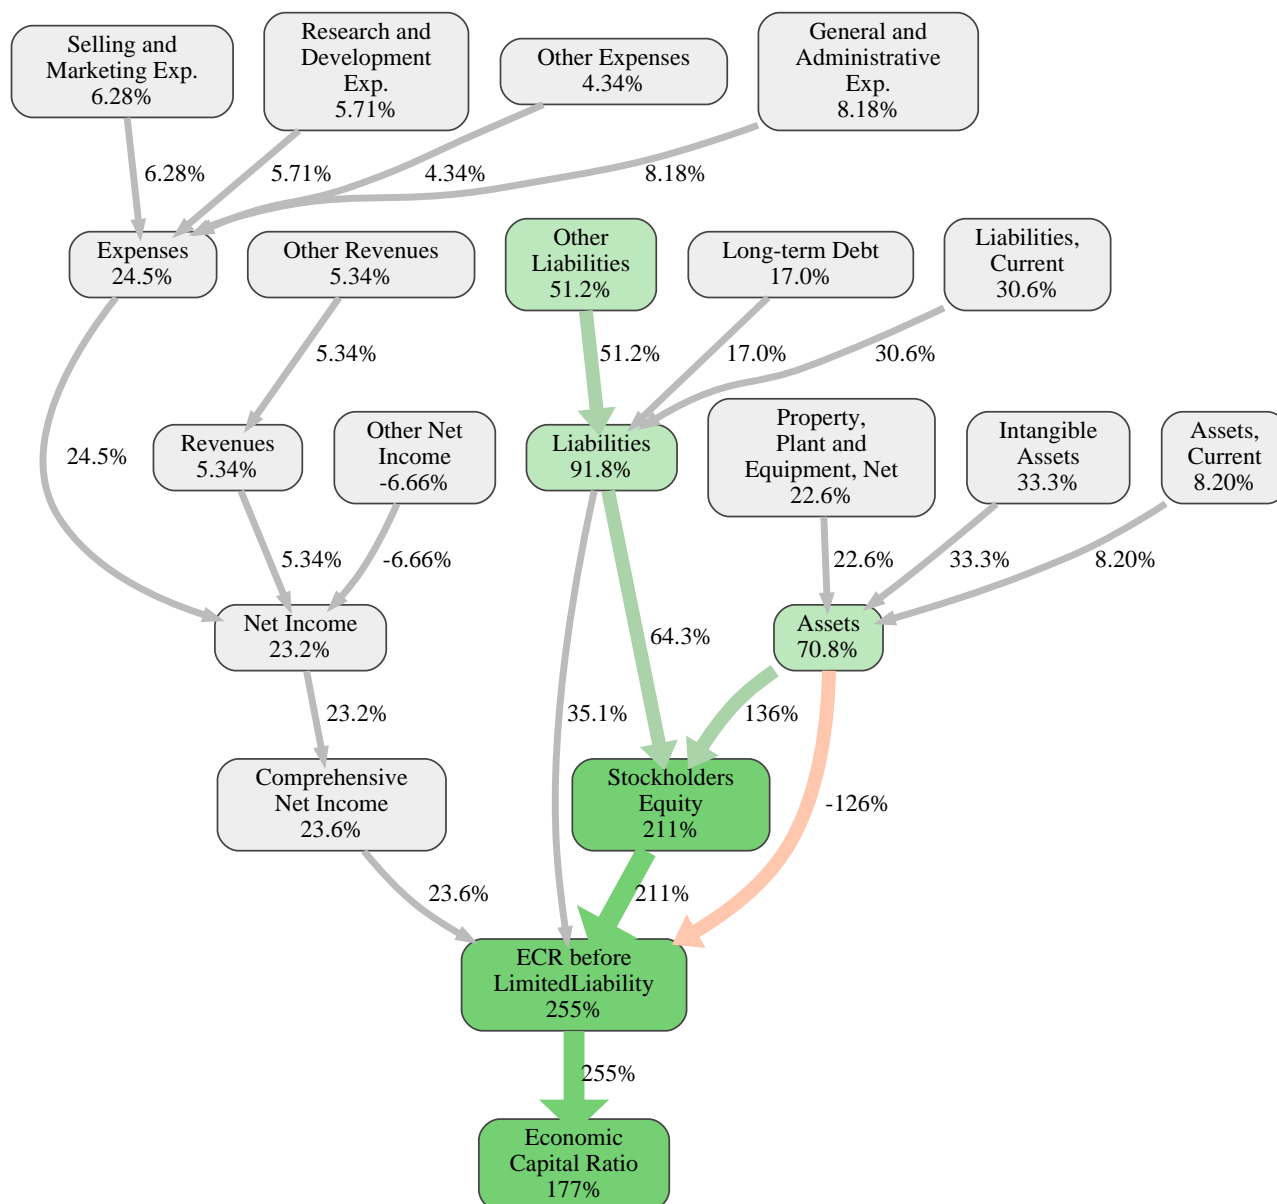 Selling and
Marketing Exp.
6.28%
Research and
Development
Exp.
5.71%
Other Expenses
4.34%
General and
Administrative
Exp.
8.18%
6.28%
5.71%
4.34%
8.18%
Expenses
24.5%
Other Revenues
5.34%
Other
Liabilities
51.2%
Long-term Debt
17.0%
Liabilities,
Current
30.6%
5.34%
51.2%
17.0%
30.6%
24.5%
Revenues
5.34%
Other Net
Income
-6.66%
Liabilities
91.8%
Property,
Plant and
Equipment, Net
22.6%
Intangible
Assets
33.3%
Assets,
Current
8.20%
5.34%
-6.66%
22.6%
33.3%
8.20%
Net Income
23.2%
64.3%
Assets
70.8%
23.2%
35.1%
136%
Comprehensive
Net Income
23.6%
Stockholders
Equity
211%
-126%
23.6%
211%
ECR before
LimitedLiability
255%
255%
Economic
Capital Ratio
177%